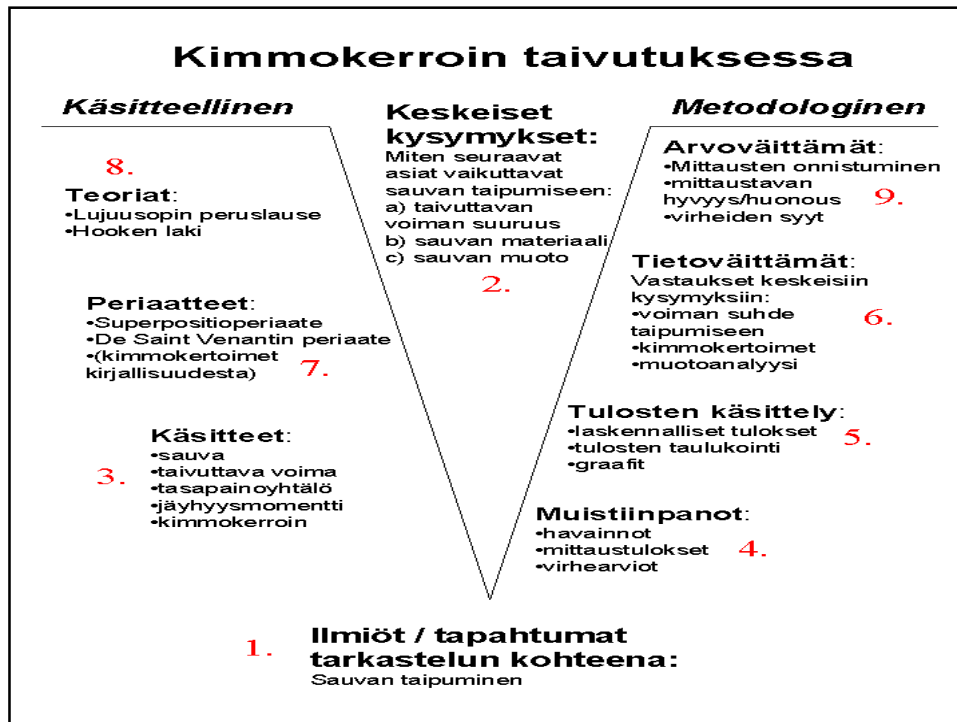 Kimmokerroin taivutuksessa
Käsitteellinen
8.
Teoriat:
•Lujuusopin peruslause
•Hooken laki
Periaatteet:
•Superpositioperiaate
•De Saint Venantin periaate
•(kimmokertoimet
kirjallisuudesta)
7.
Käsitteet:
•sauva
3.
•taivuttava voima
•tasapainoyhtälö
•jäyhyysmomentti
•kimmokerroin
Keskeiset
kysymykset:
Miten seuraavat
asiat vaikuttavat
sauvan taipumiseen:
a) taivuttavan
voiman suuruus
b) sauvan materiaali
c) sauvan muoto
2.
Metodologinen
Arvoväittämät:
•Mittausten onnistuminen
•mittaustavan
hyvyys/huonous
9.
•virheiden syyt
Tietoväittämät:
Vastaukset keskeisiin
kysymyksiin:
•voiman suhde
taipumiseen
6.
•kimmokertoimet
•muotoanalyysi
Tulosten käsittely:
•laskennalliset tulokset
5.
•tulosten taulukointi
•graafit
Muistiinpanot:
•havainnot
•mittaustulokset
4.
•virhearviot
1.
Ilmiöt / tapahtumat
tarkastelun kohteena:
Sauvan taipuminen